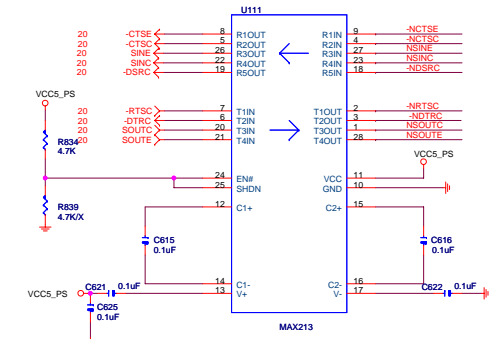 U111
20 -CTSE 8 R1OUT R1IN 9 -NCTSE
20 -CTSC 5 R2OUT R2IN 4 -NCTSC
20 SINE 26 R3OUT R3IN 27 NSINE
20 SINC 22 R4OUT R4IN 23 NSINC
20 -DSRC 19 R5OUT R5IN 18 -NDSRC
VCC5_PS
20 -RTSC 7 T1IN T1OUT 2 -NRTSC
20 -DTRC 6 T2IN T2OUT 3 -NDTRC
20 SOUTC 20 T3IN T3OUT 1 NSOUTC
20 SOUTE 21 T4IN T4OUT 28 NSOUTE
R834
4.7K
VCC5_PS
24 EN# VCC 11
25 SHDN GND 10
R839
4.7K/X
12 C1+ C2+ 15
C615
0.1uF
C616
0.1uF
14 C1- C2- 16
13 V+ V- 17
VCC5_PS
C621 0.1uF
C622 0.1uF
C625
0.1uF
MAX213